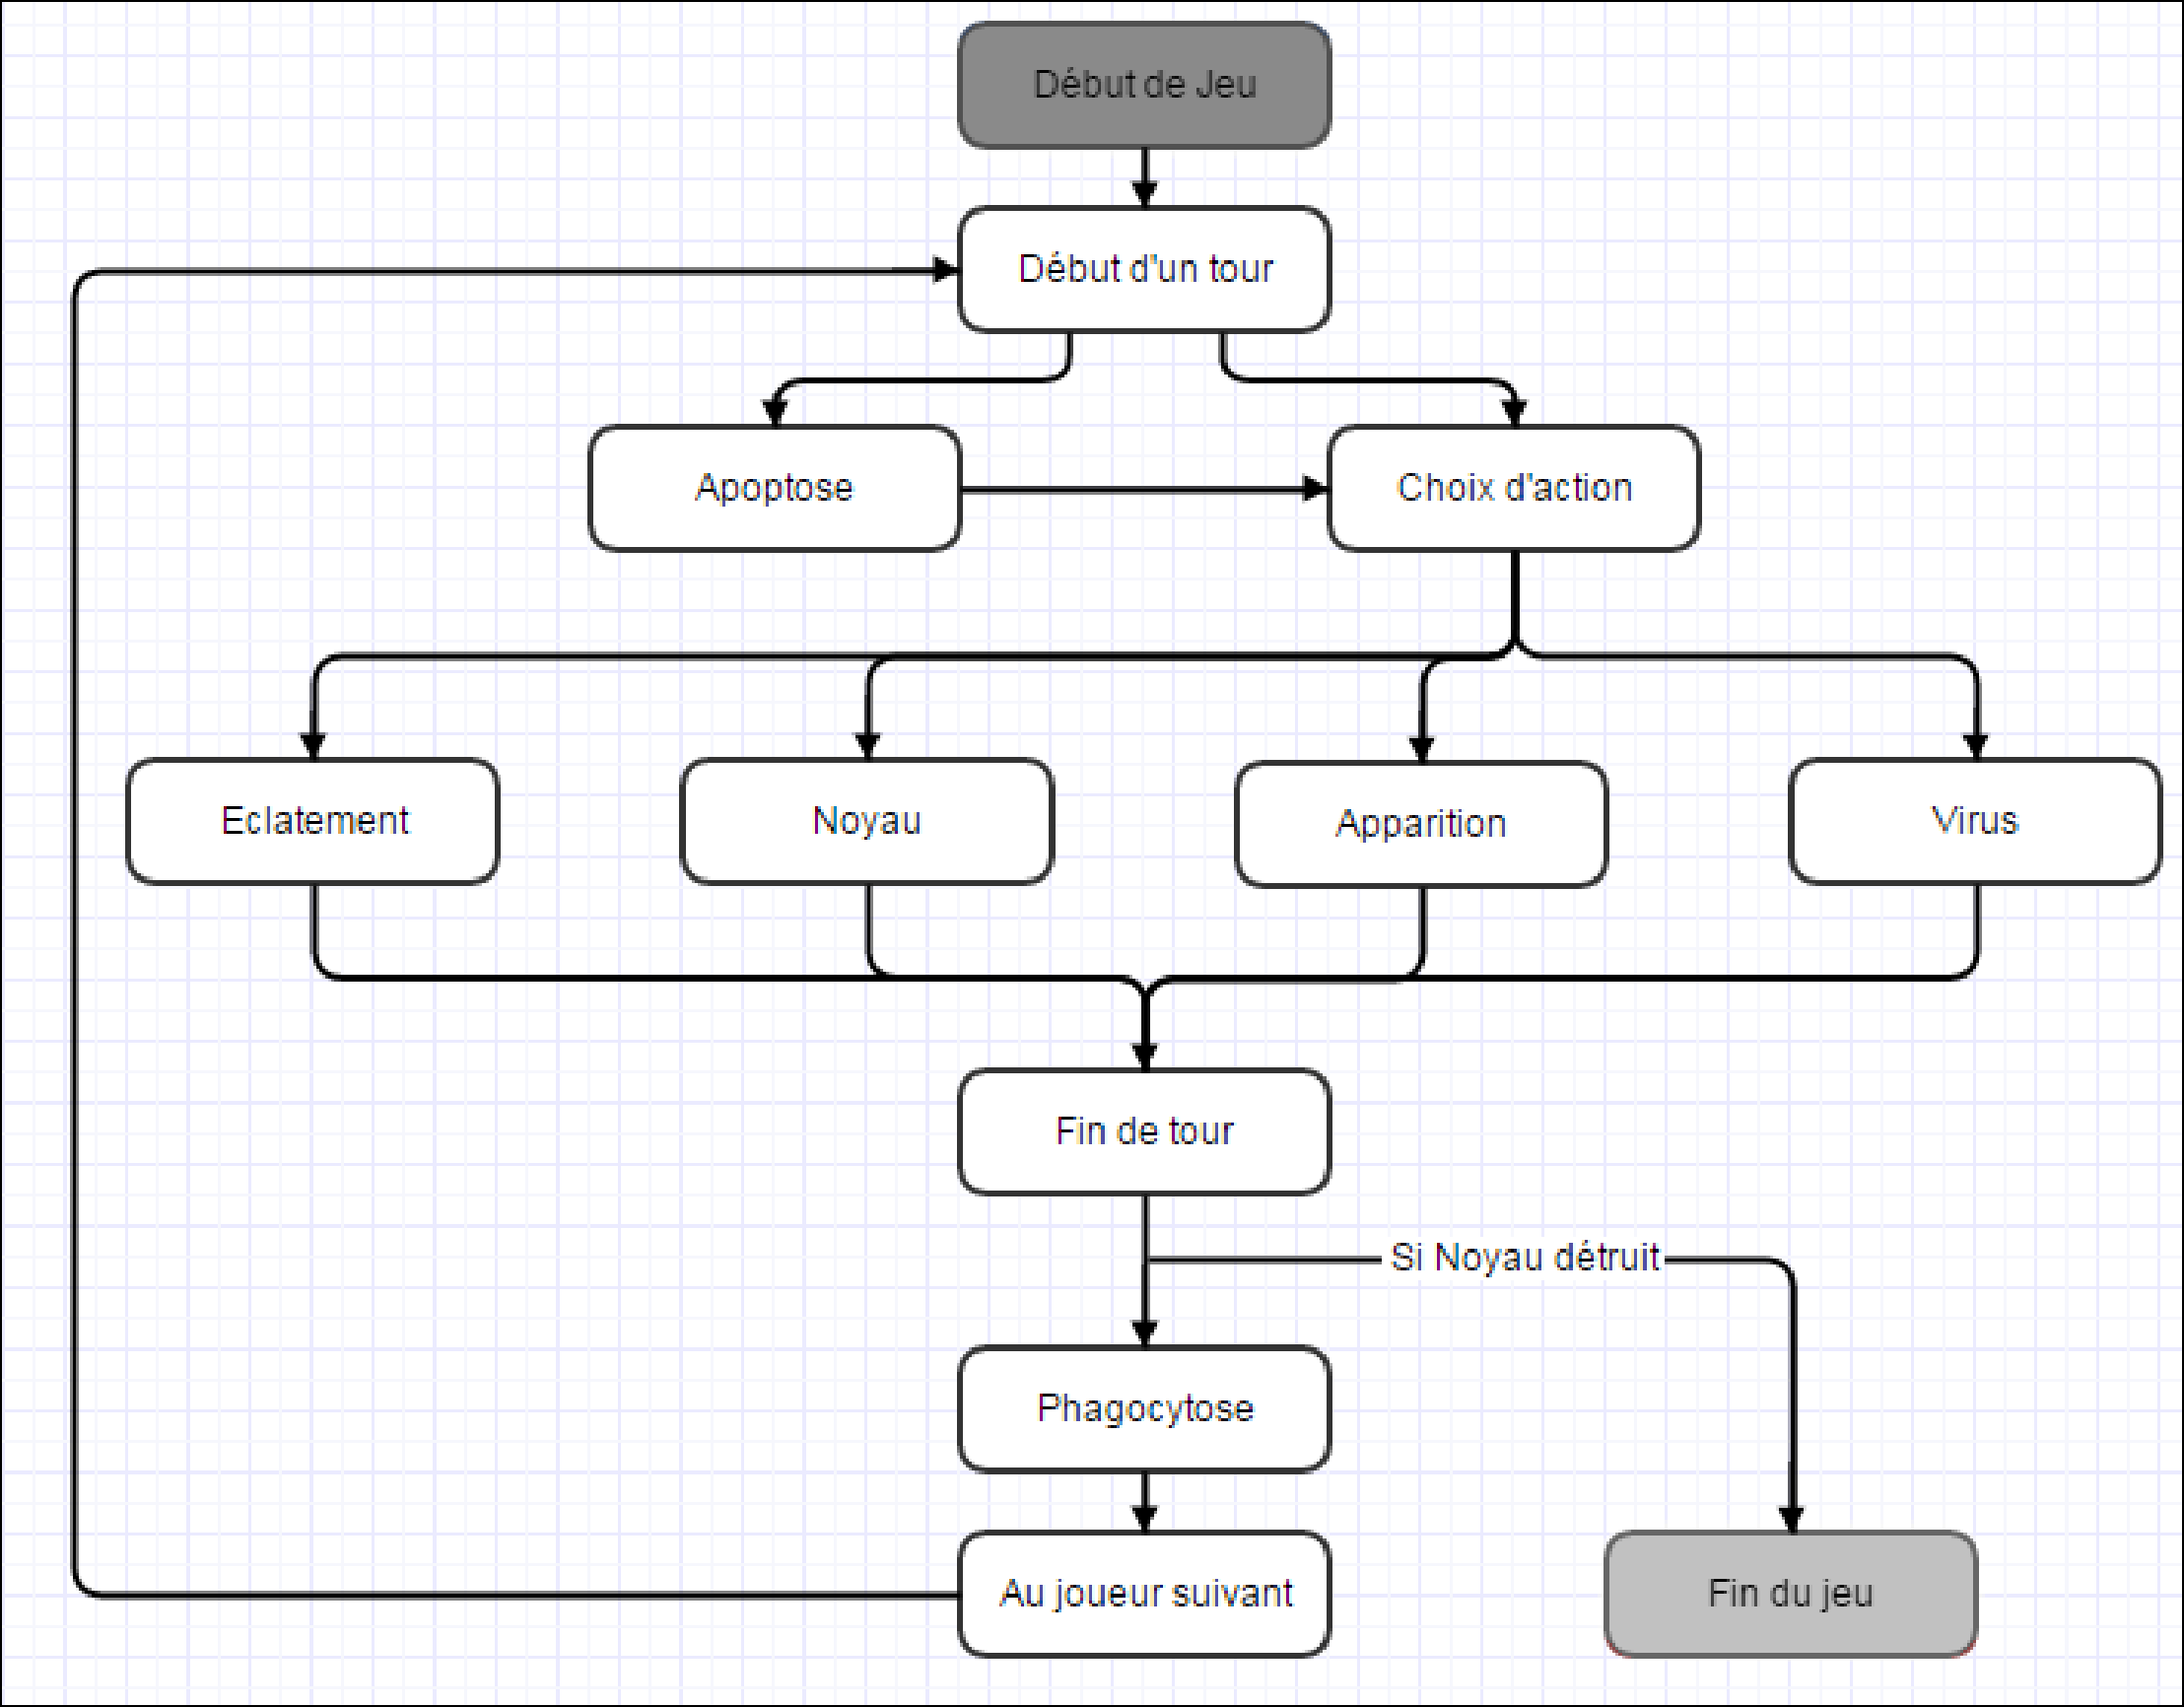 Début de Jeu
Début d'un tour
Apoptose
Choix d'action
Eclatement
Noyau
Apparition
Virus
Fin de tour
Si Noyau détruit
Phagocytose
Au joueur suivant
Fin du jeu